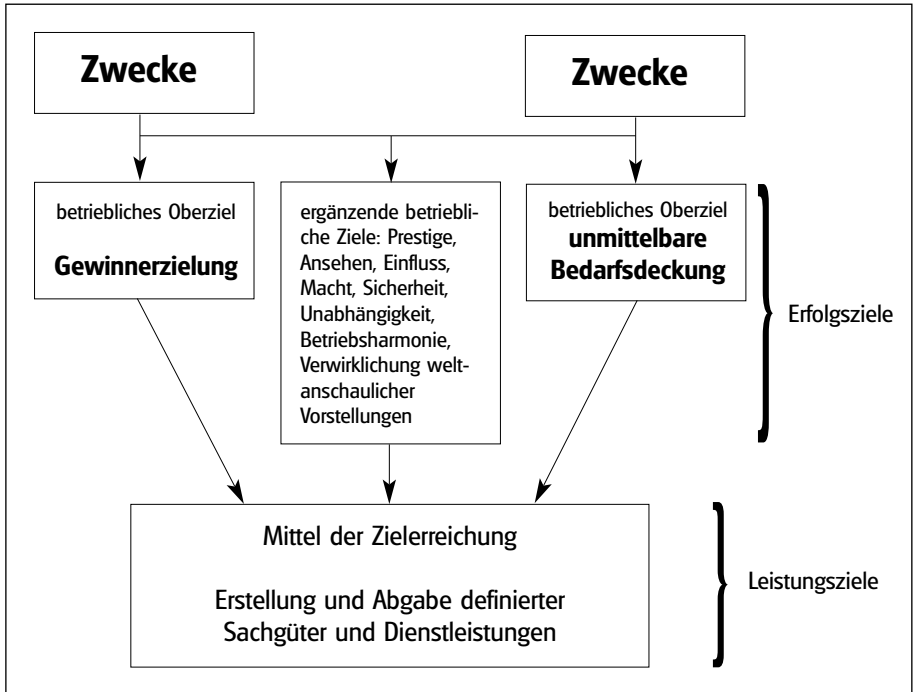 Zwecke
Zwecke
betriebliches Oberziel
Gewinnerzielung
ergänzende betriebli-
che Ziele: Prestige,
Ansehen, Einfluss,
Macht, Sicherheit,
Unabhängigkeit,
Betriebsharmonie,
Verwirklichung welt-
anschaulicher
Vorstellungen
betriebliches Oberziel
unmittelbare
Bedarfsdeckung
Erfolgsziele
Mittel der Zielerreichung
Erstellung und Abgabe definierter
Sachgüter und Dienstleistungen
Leistungsziele